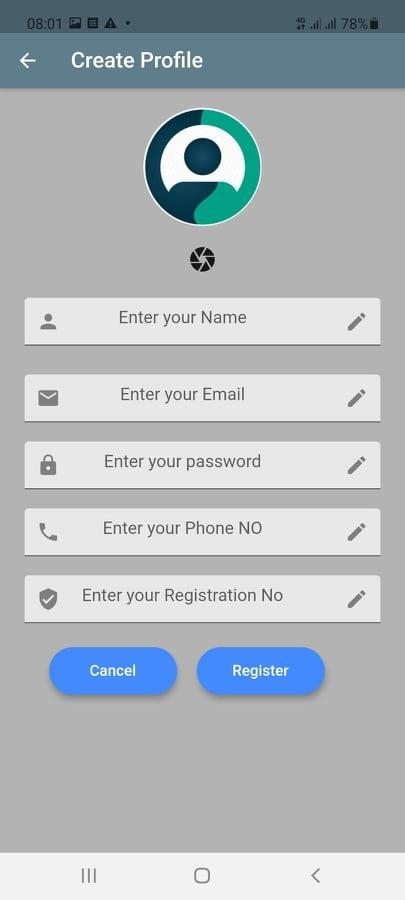 08:01 4G 78%
Create Profile
Enter your Name
Enter your Email
Enter your password
Enter your Phone NO
Enter your Registration No
Cancel Register